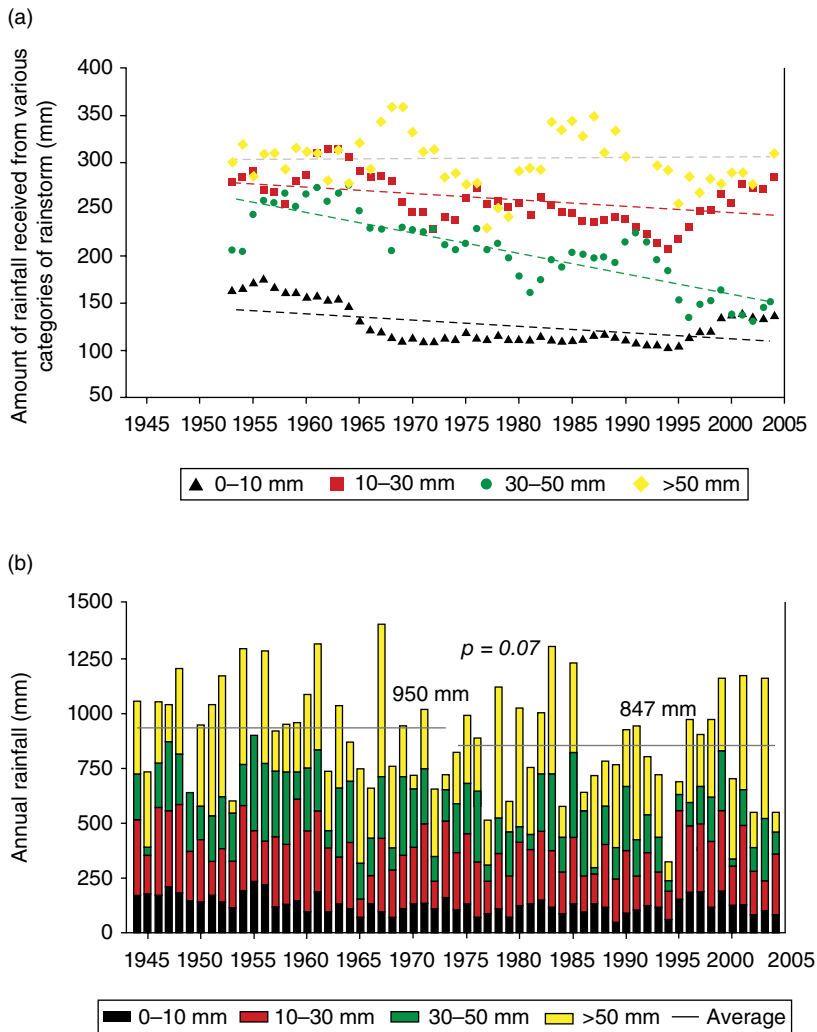 (a)
Amount of rainfall received from various
categories of rainstorm (mm)
400
350
300
250
200
150
100
50
1945 1950 1955 1960 1965 1970 1975 1980 1985 1990 1995 2000 2005
0–10 mm 10–30 mm 30–50 mm >50 mm
(b)
Annual rainfall (mm)
1500
1250
1000
750
500
250
0
p = 0.07
950 mm
847 mm
1945 1950 1955 1960 1965 1970 1975 1980 1985 1990 1995 2000 2005
0–10 mm 10–30 mm 30–50 mm >50 mm Average